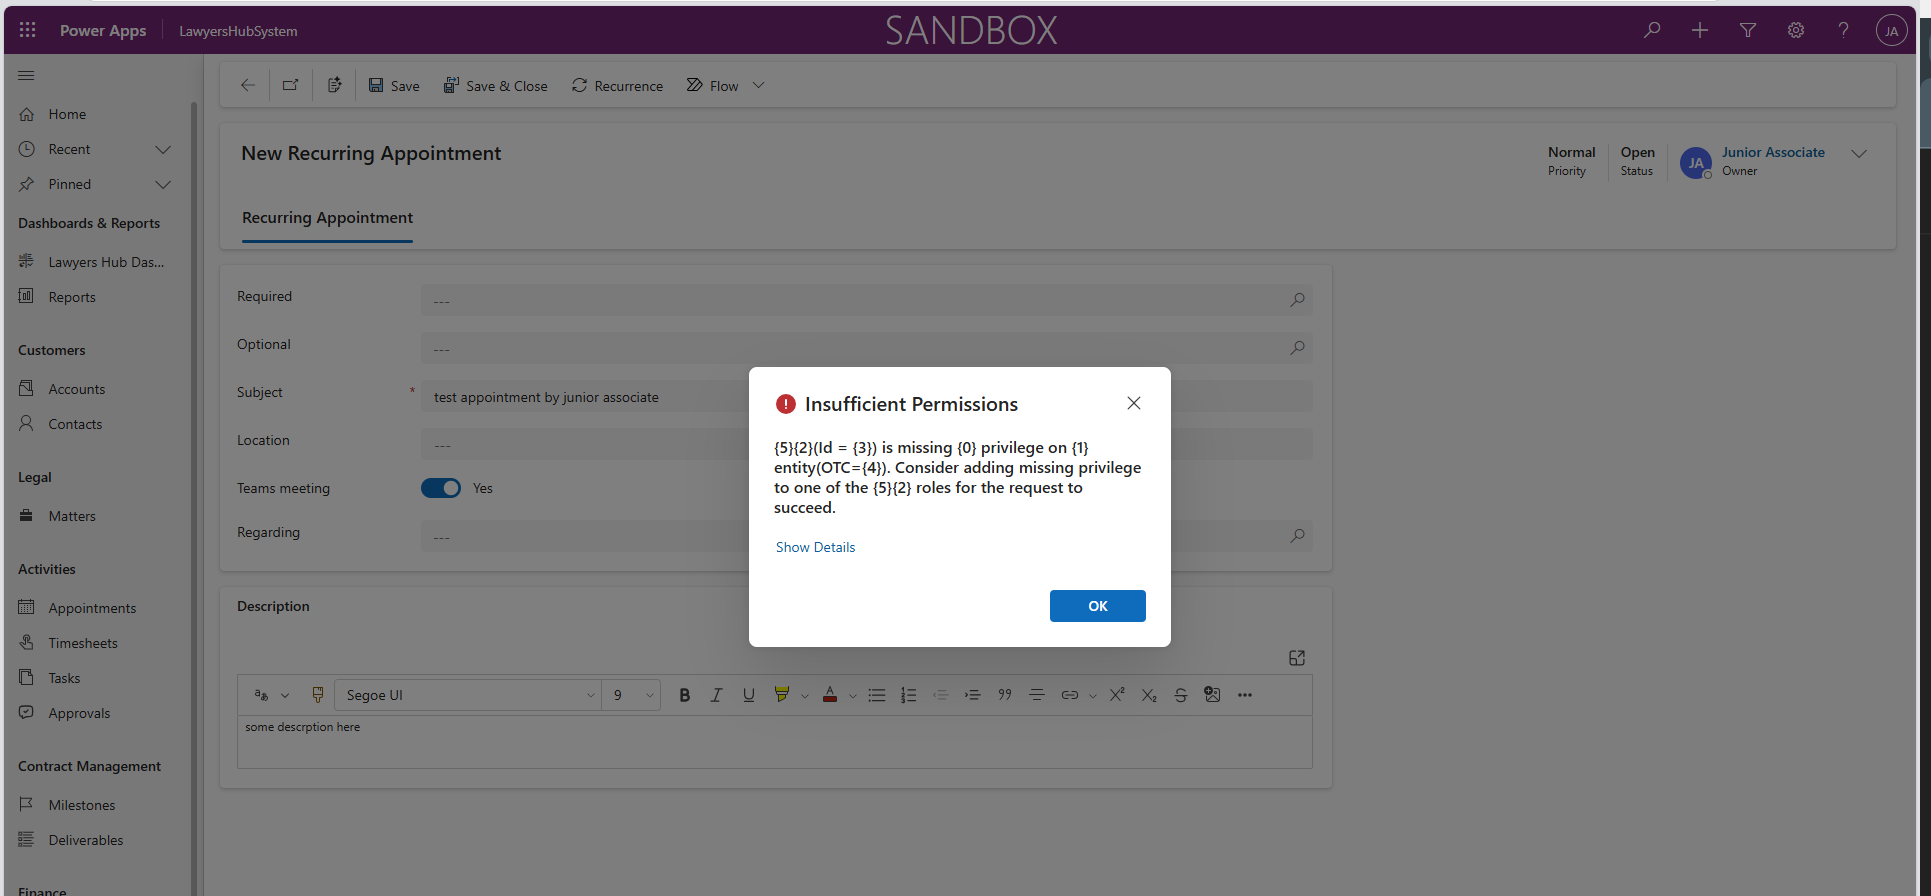 Power Apps
LawyersHubSystem
SANDBOX
JA
Save
Save & Close
Recurrence
Flow
Home
Recent
Pinned
Dashboards & Reports
Lawyers Hub Das...
Reports
Customers
Accounts
Contacts
Legal
Matters
Activities
Appointments
Timesheets
Tasks
Approvals
Contract Management
Milestones
Deliverables
Finance
New Recurring Appointment
Normal
Priority
Open
Status
JA
Junior Associate
Owner
Recurring Appointment
Required
---
Optional
---
Subject
*
test appointment by junior associate
Location
---
Teams meeting
Yes
Regarding
---
Insufficient Permissions
{5}{2}(Id = {3}) is missing {0} privilege on {1}
entity(OTC={4}). Consider adding missing privilege
to one of the {5}{2} roles for the request to
succeed.
Show Details
OK
Description
Segoe UI
9
some descrption here